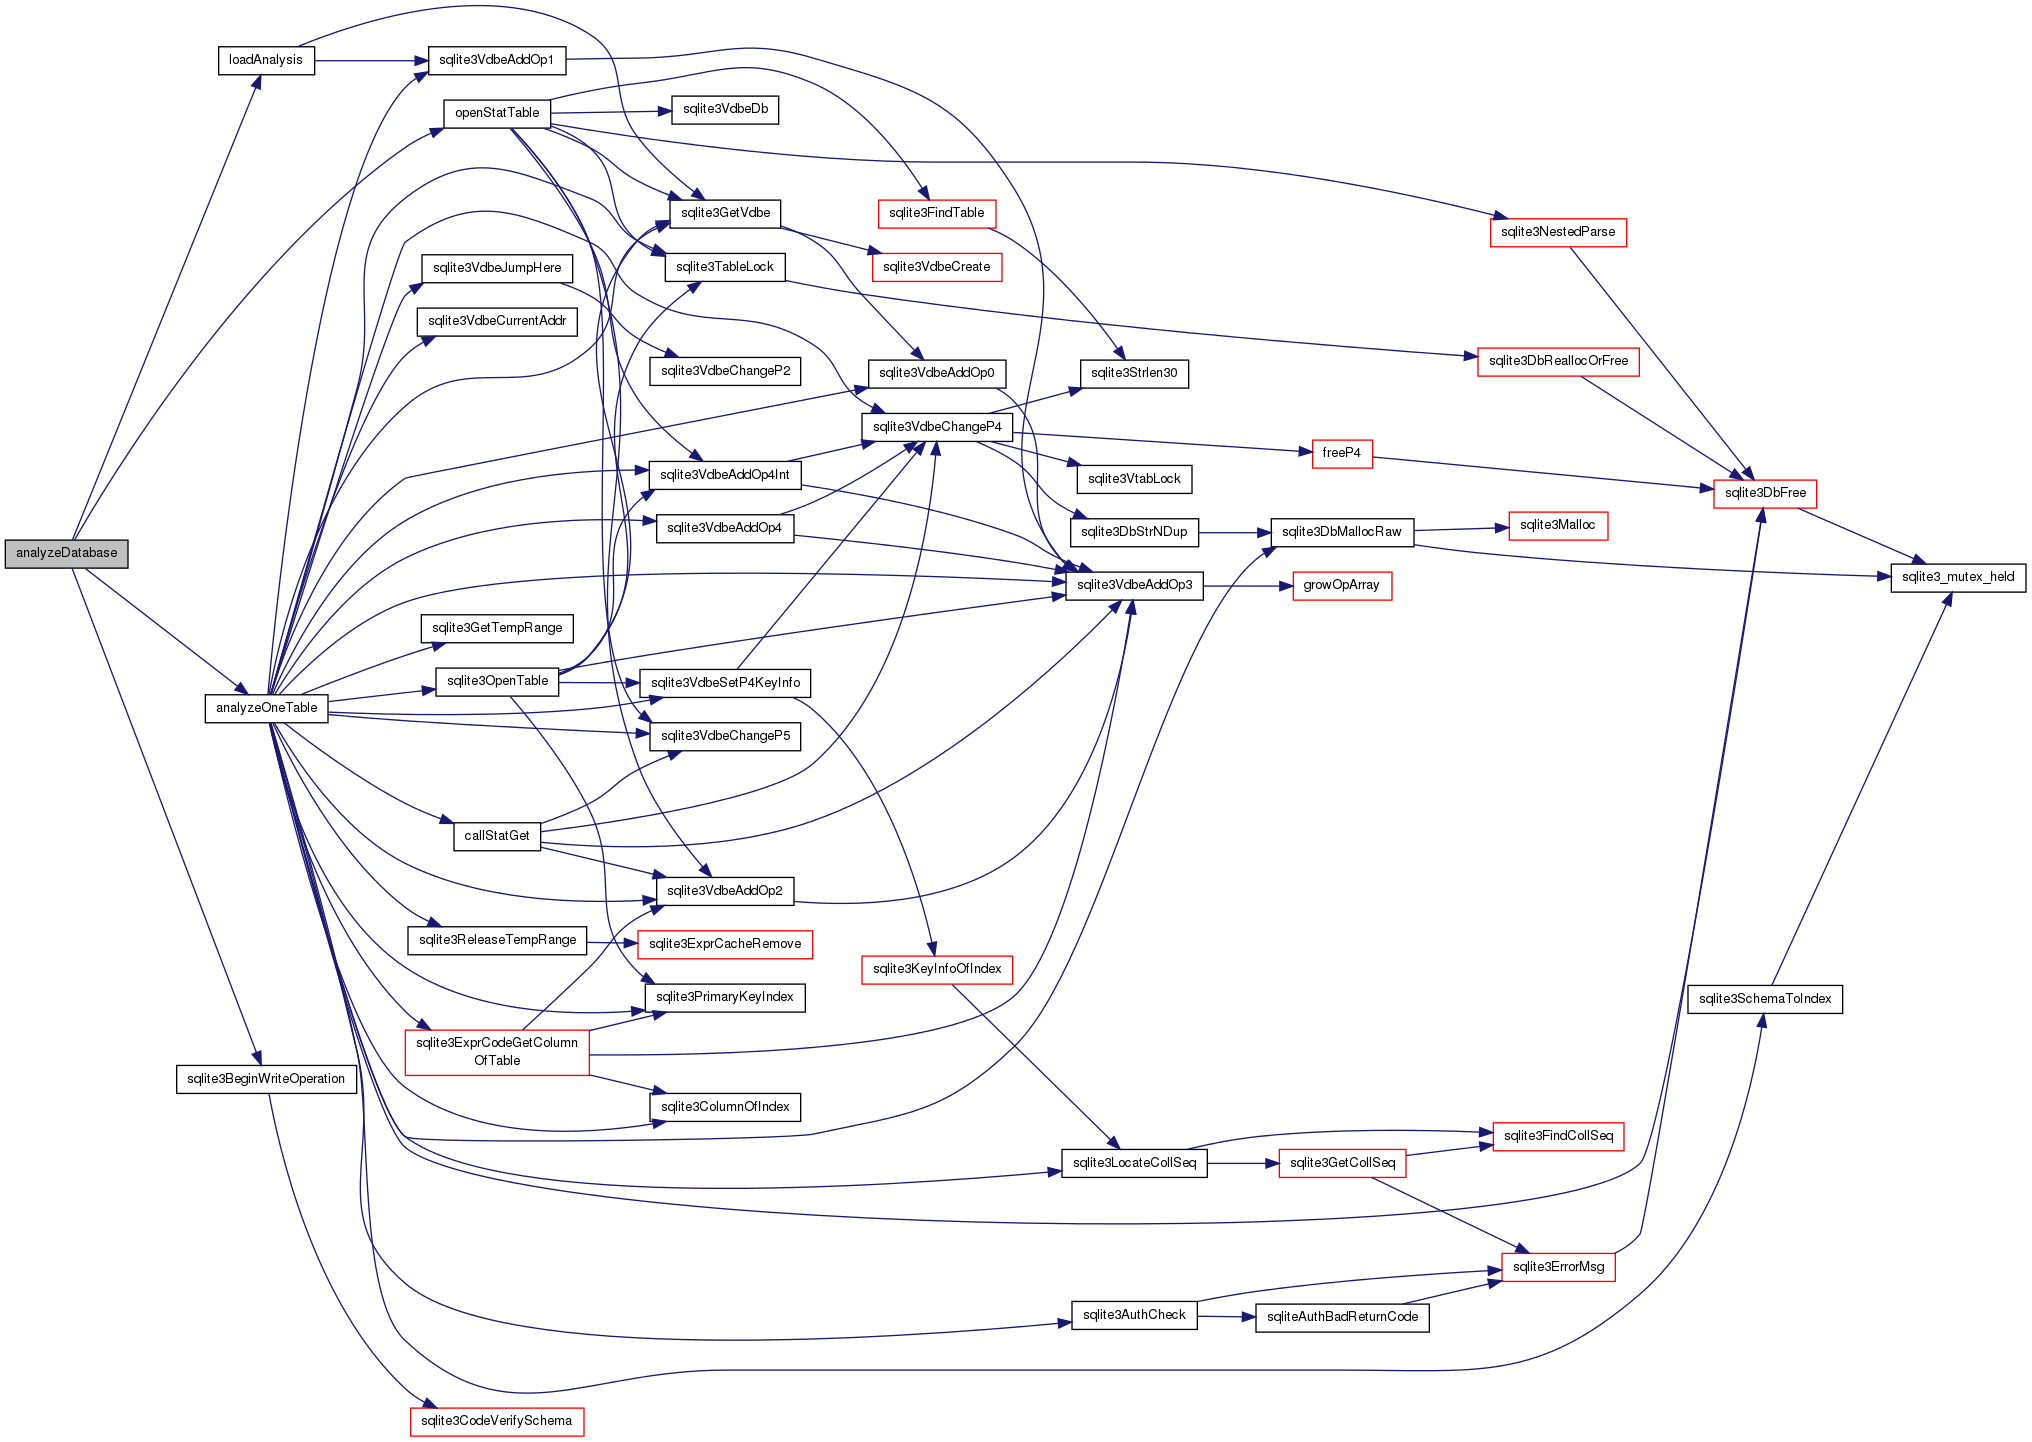 loadAnalysis
sqlite3VdbeAddOp1
openStatTable
sqlite3VdbeDb
sqlite3GetVdbe
sqlite3FindTable
sqlite3NestedParse
sqlite3VdbeJumpHere
sqlite3TableLock
sqlite3VdbeCreate
sqlite3VdbeCurrentAddr
sqlite3VdbeChangeP2
sqlite3VdbeAddOp0
sqlite3Strlen30
sqlite3DbReallocOrFree
sqlite3VdbeChangeP4
freeP4
sqlite3VdbeAddOp4Int
sqlite3VtabLock
sqlite3DbFree
sqlite3VdbeAddOp4
sqlite3DbStrNDup
sqlite3DbMallocRaw
sqlite3Malloc
analyzeDatabase
sqlite3VdbeAddOp3
growOpArray
sqlite3_mutex_held
sqlite3GetTempRange
sqlite3OpenTable
sqlite3VdbeSetP4KeyInfo
analyzeOneTable
sqlite3VdbeChangeP5
callStatGet
sqlite3VdbeAddOp2
sqlite3ReleaseTempRange
sqlite3ExprCacheRemove
sqlite3KeyInfoOfIndex
sqlite3PrimaryKeyIndex
sqlite3SchemaToIndex
sqlite3ExprCodeGetColumn
OfTable
sqlite3BeginWriteOperation
sqlite3ColumnOfIndex
sqlite3LocateCollSeq
sqlite3GetCollSeq
sqlite3FindCollSeq
sqlite3ErrorMsg
sqlite3AuthCheck
sqliteAuthBadReturnCode
sqlite3CodeVerifySchema